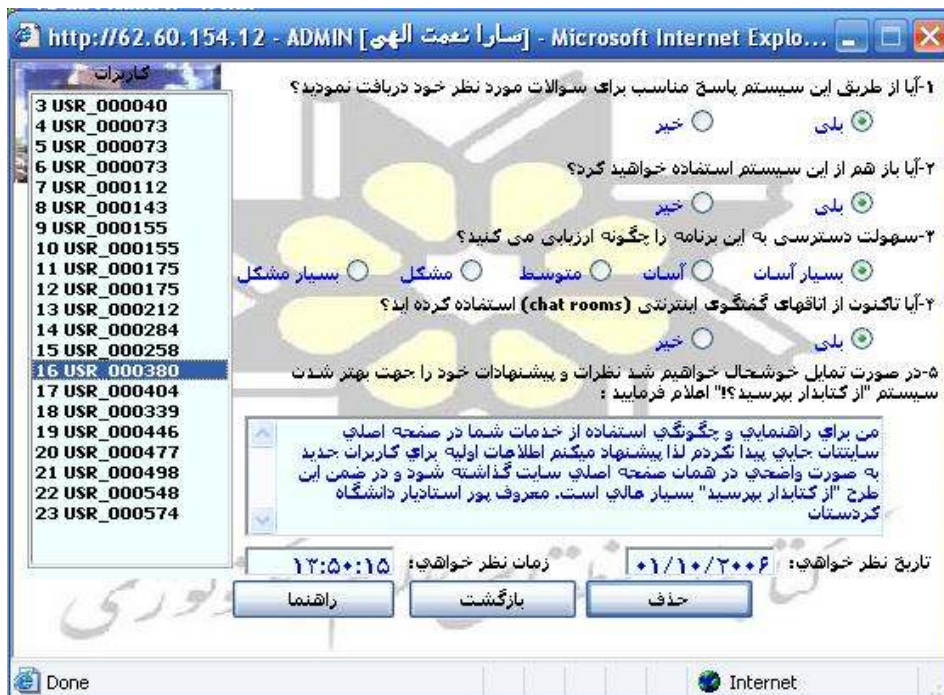 http://62.60.154.12 - ADMIN [سارا نعمت الهی] - Microsoft Internet Explo...
کاربران
3 USR_000040
4 USR_000073
5 USR_000073
6 USR_000073
7 USR_000112
8 USR_000143
9 USR_000155
10 USR_000155
11 USR_000175
12 USR_000175
13 USR_000212
14 USR_000284
15 USR_000258
16 USR_000380
17 USR_000404
18 USR_000339
19 USR_000446
20 USR_000477
21 USR_000498
22 USR_000548
23 USR_000574
۱-آیا از طریق این سیستم پاسخ مناسب برای سوالات مورد نظر خود دریافت نمودید؟
بلی خیر
۲-آیا باز هم از این سیستم استفاده خواهید کرد؟
بلی خیر
۳-سهولت دسترسی به این برنامه را چگونه ارزیابی می کنید؟
بسیار آسان آسان متوسط مشکل بسیار مشکل
۴-آیا تاکنون از اتاقهای گفتگوی اینترنتی (chat rooms) استفاده کرده اید؟
بلی خیر
۵-در صورت تمایل خوشحال خواهیم شد نظرات و پیشنهادات خود را جهت بهتر شدن
سیستم "از کتابدار بپرسید؟!" اعلام فرمایید :
من براي راهنمايي و چگونگي استفاده از خدمات شما در صفحه اصلي
سايتتان جايي پيدا نكردم لذا پيشنهاد ميكنم اطلاعات اوليه براي كاربران جديد
به صورت واضحي در همان صفحه اصلي سايت گذاشته شود و در ضمن اين
طرح "از كتابدار بپرسيد" بسيار عالي است. معروف پور استاديار دانشگاه
كردستان
تاریخ نظر خواهی: ۰۱/۱۰/۲۰۰۶ زمان نظر خواهی: ۱۲:۵۰:۱۵
حذف بازگشت راهنما
Done Internet